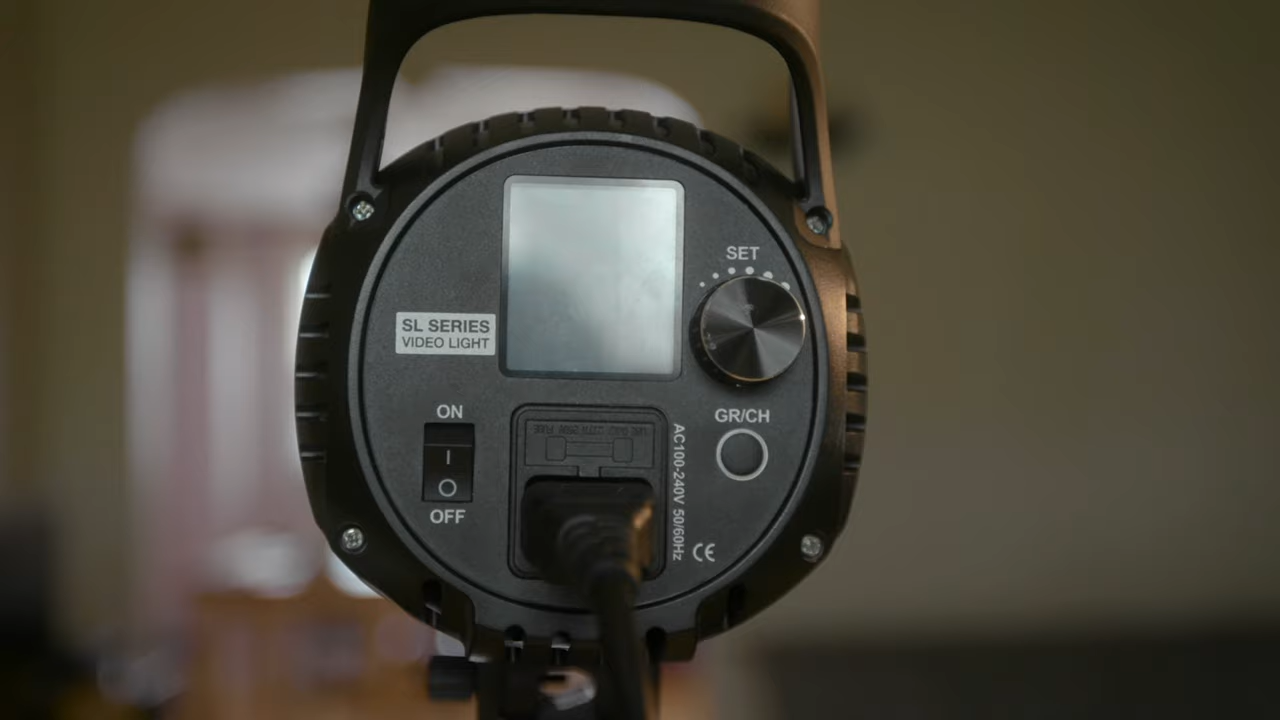 SET
SL SERIES
VIDEO LIGHT
ON
I
O
OFF
GR/CH
AC100-240V 50/60Hz
CE